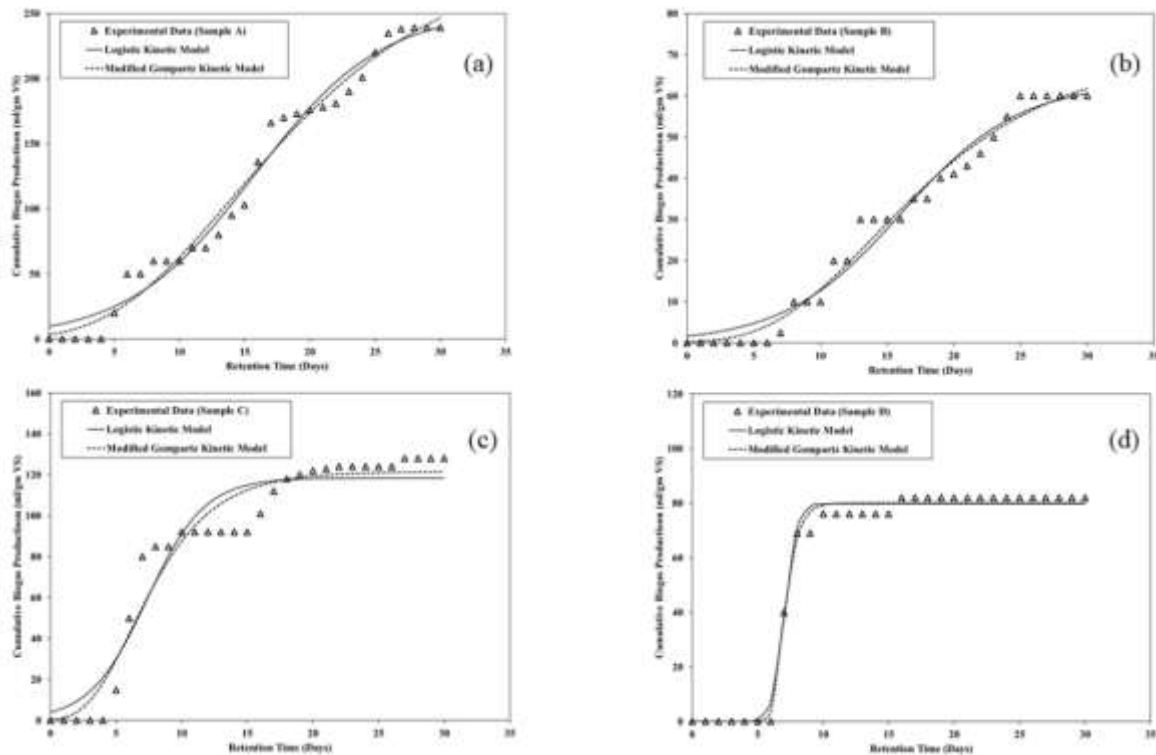 250
200
150
100
50
0
Cumulative Biogas Production (ml/gm VS)
Experimental Data (Sample A)
Logistic Kinetic Model
Modified Gompartz Kinetic Model
(a)
0 5 10 15 20 25 30 35
Retention Time (Days)
80
70
60
50
40
30
20
10
0
Cumulative Biogas Production (ml/gm VS)
Experimental Data (Sample B)
Logistic Kinetic Model
Modified Gompartz Kinetic Model
(b)
0 5 10 15 20 25 30 35
Retention Time (Days)
160
140
120
100
80
60
40
20
0
Cumulative Biogas Production (ml/gm VS)
Experimental Data (Sample C)
Logistic Kinetic Model
Modified Gompartz Kinetic Model
(c)
0 5 10 15 20 25 30 35
Retention Time (Days)
120
100
80
60
40
20
0
Cumulative Biogas Production (ml/gm VS)
Experimental Data (Sample D)
Logistic Kinetic Model
Modified Gompartz Kinetic Model
(d)
0 5 10 15 20 25 30 35
Retention Time (Days)